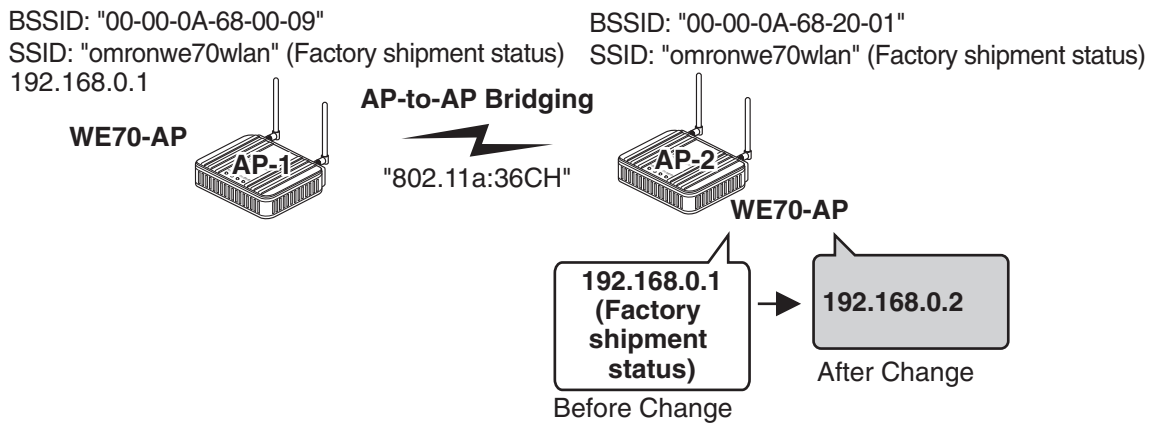 BSSID: "00-00-0A-68-00-09"
SSID: "omronwe70wlan" (Factory shipment status)
192.168.0.1
WE70-AP
AP-1
AP-to-AP Bridging
"802.11a:36CH"
BSSID: "00-00-0A-68-20-01"
SSID: "omronwe70wlan" (Factory shipment status)
AP-2
WE70-AP
192.168.0.1
(Factory
shipment
status)
Before Change
192.168.0.2
After Change